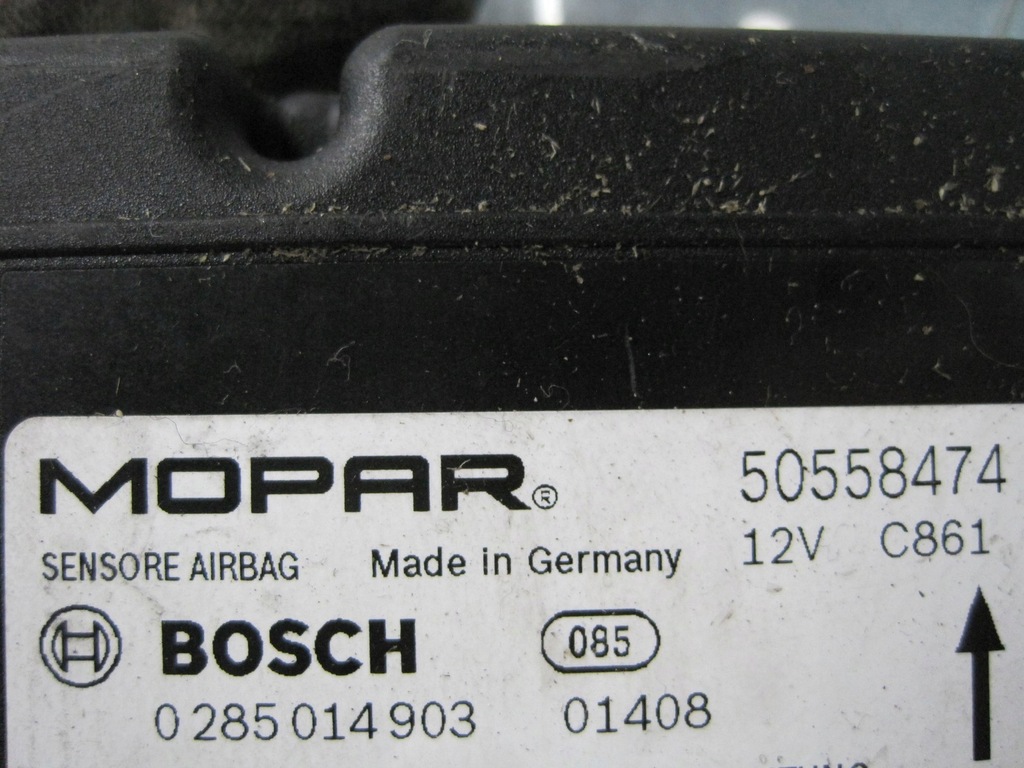 MOPAR® 50558474
SENSORE AIRBAG Made in Germany 12V C861
BOSCH 085
0 285 014 903 01408